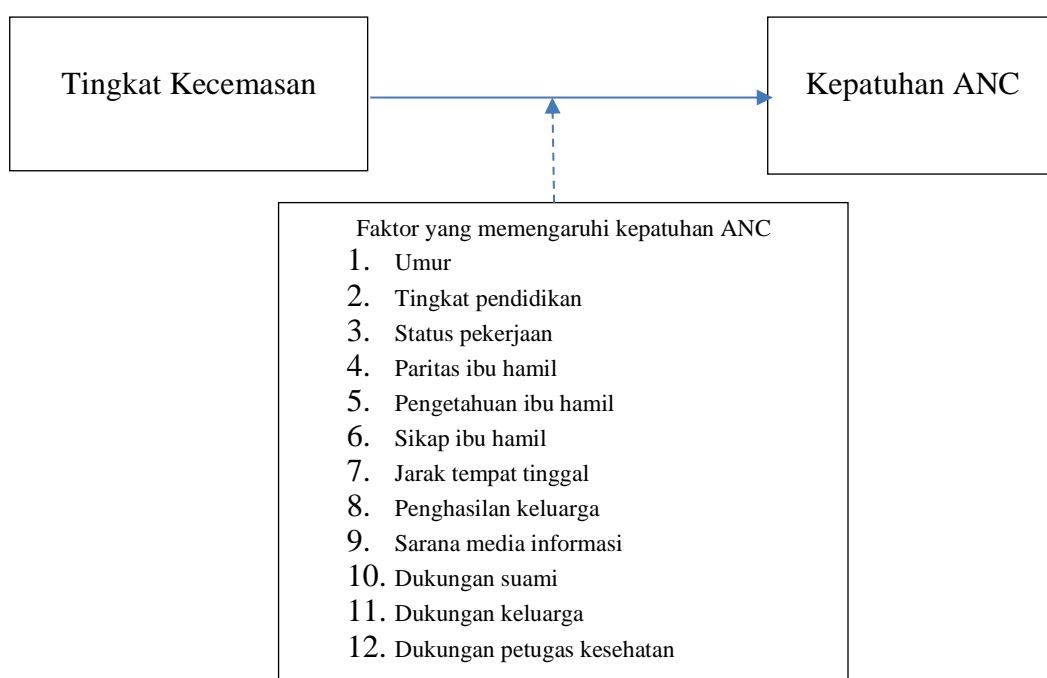 Tingkat Kecemasan
Kepatuhan ANC
Faktor yang memengaruhi kepatuhan ANC
1. Umur
2. Tingkat pendidikan
3. Status pekerjaan
4. Paritas ibu hamil
5. Pengetahuan ibu hamil
6. Sikap ibu hamil
7. Jarak tempat tinggal
8. Penghasilan keluarga
9. Sarana media informasi
10. Dukungan suami
11. Dukungan keluarga
12. Dukungan petugas kesehatan